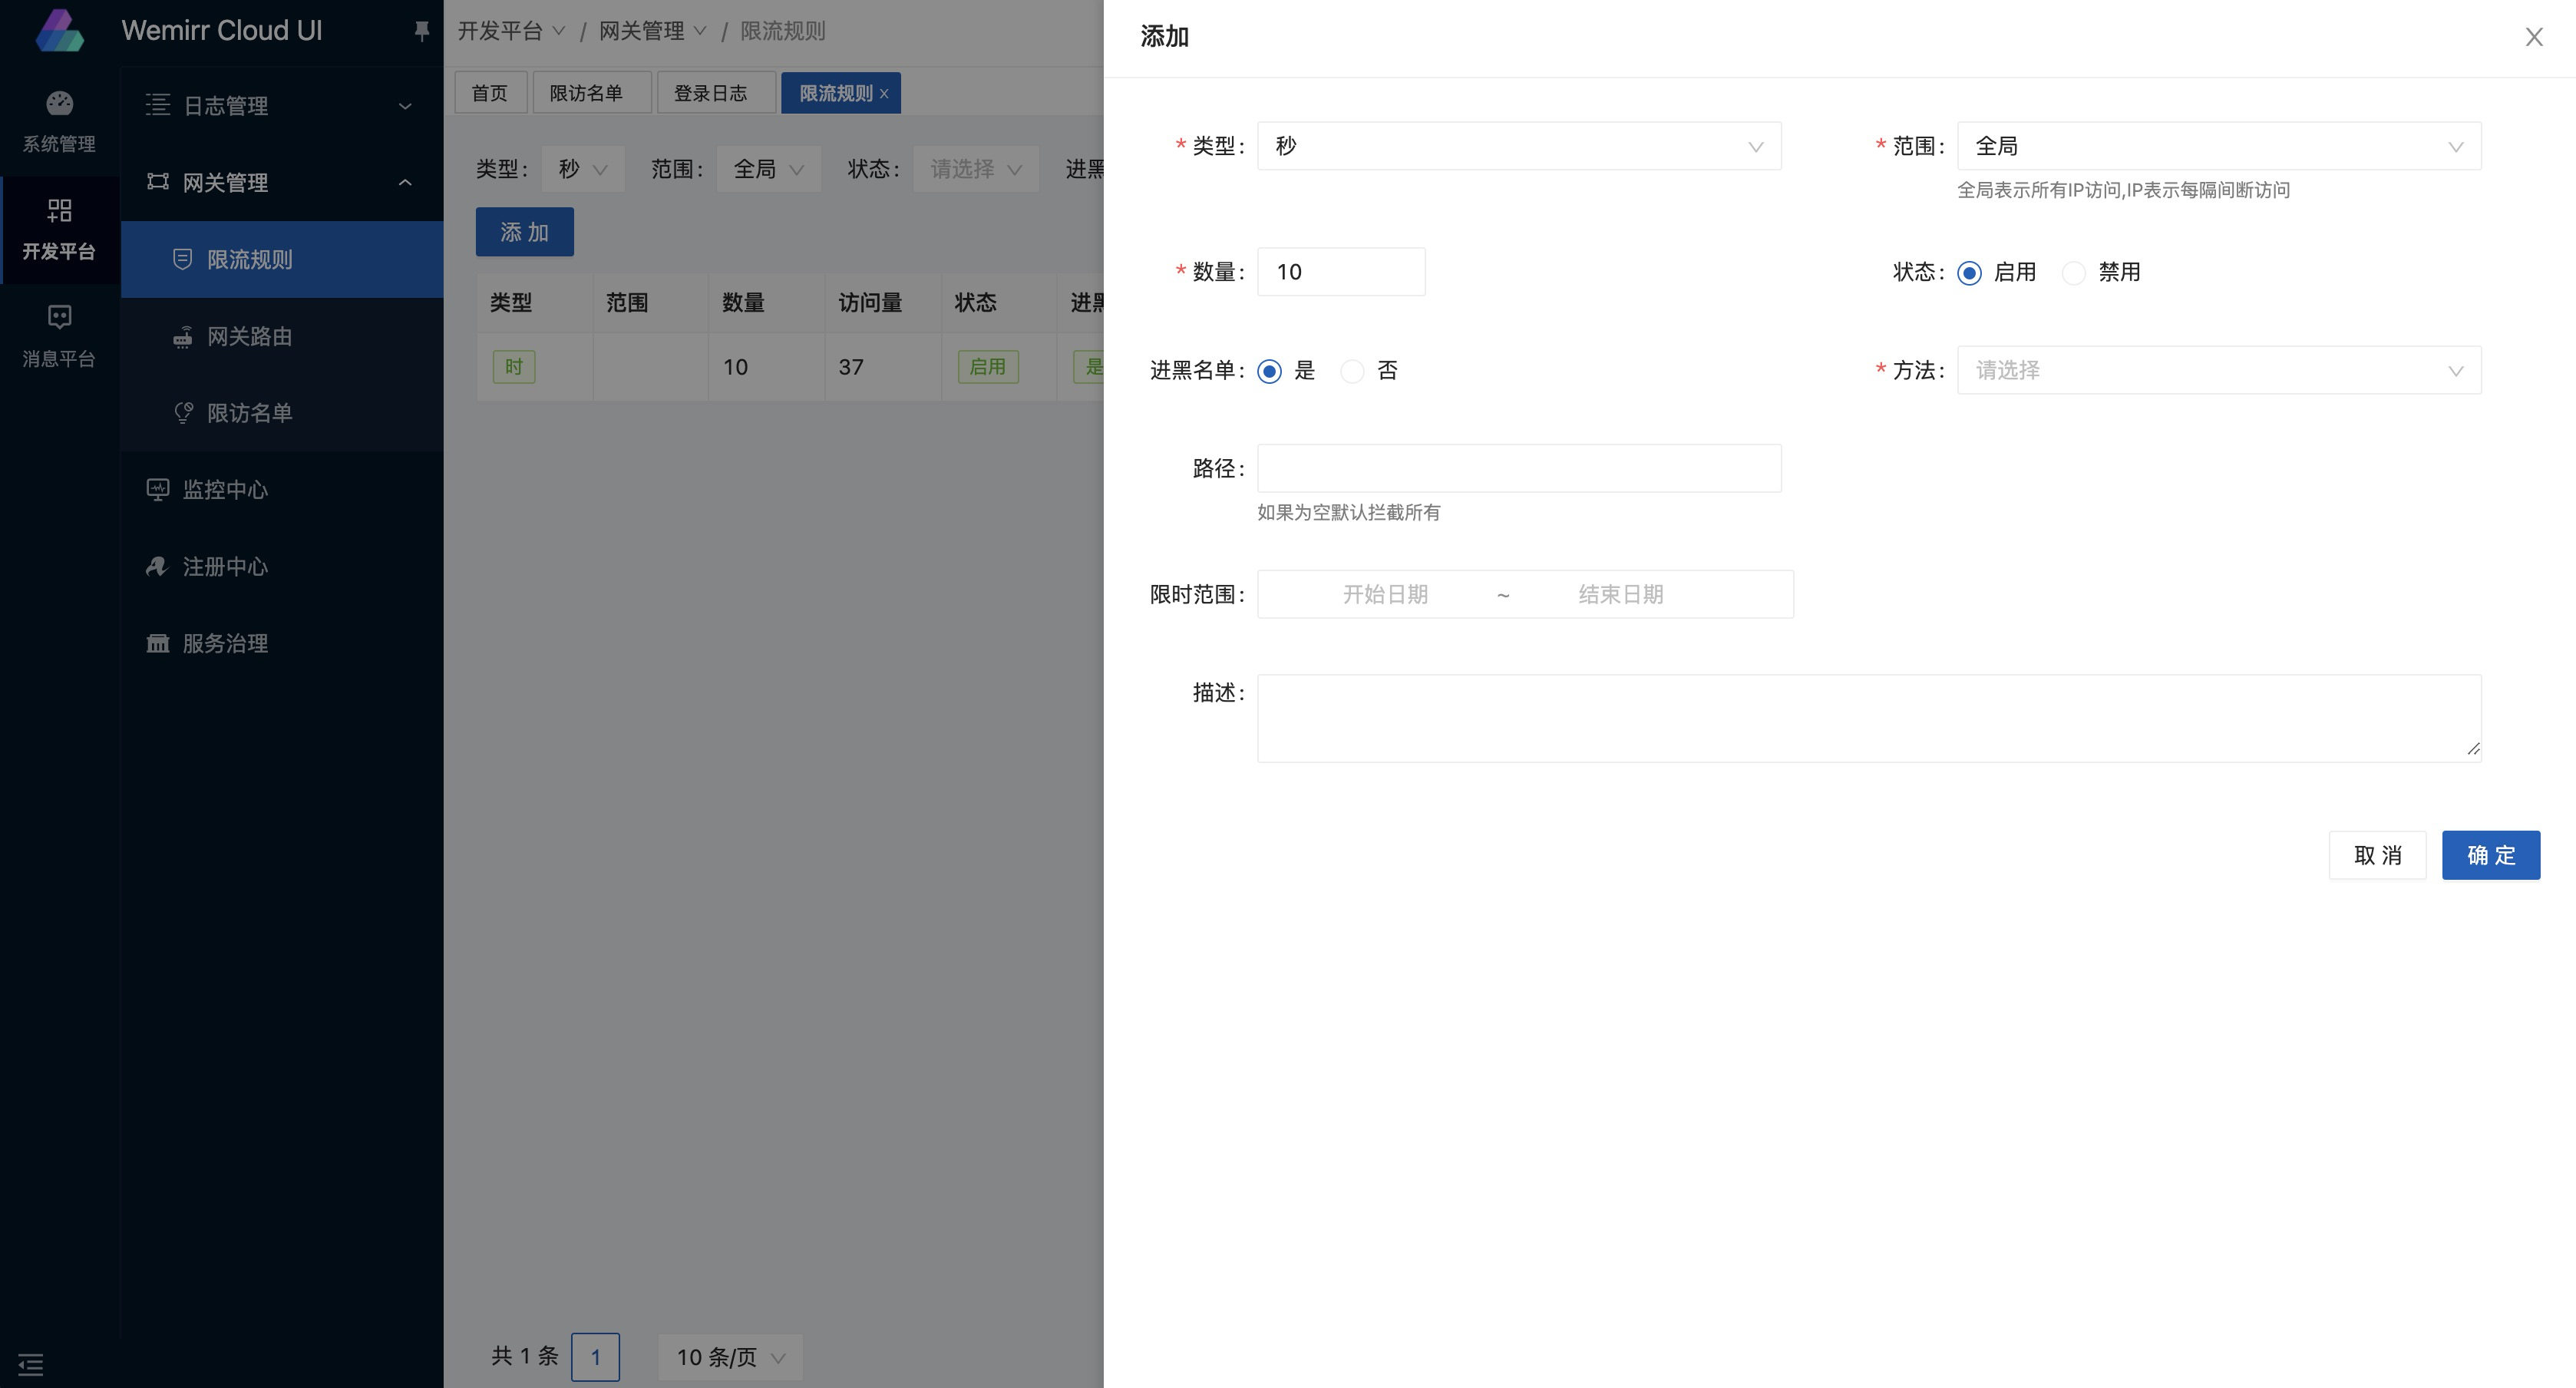 Wemirr Cloud UI
系统管理
开发平台
消息平台
日志管理
网关管理
限流规则
网关路由
限访名单
监控中心
注册中心
服务治理
开发平台 / 网关管理 / 限流规则
首页 限访名单 登录日志 限流规则 x
类型: 秒 范围: 全局 状态: 请选择 进黑
添 加
类型 范围 数量 访问量 状态 进黑
时 10 37 启用 是
共 1 条 1 10 条/页
添加
* 类型: 秒 * 范围: 全局
全局表示所有IP访问,IP表示每隔间断访问
* 数量: 10 状态: 启用 禁用
进黑名单: 是 否 * 方法: 请选择
路径:
如果为空默认拦截所有
限时范围: 开始日期 ~ 结束日期
描述:
取 消 确 定